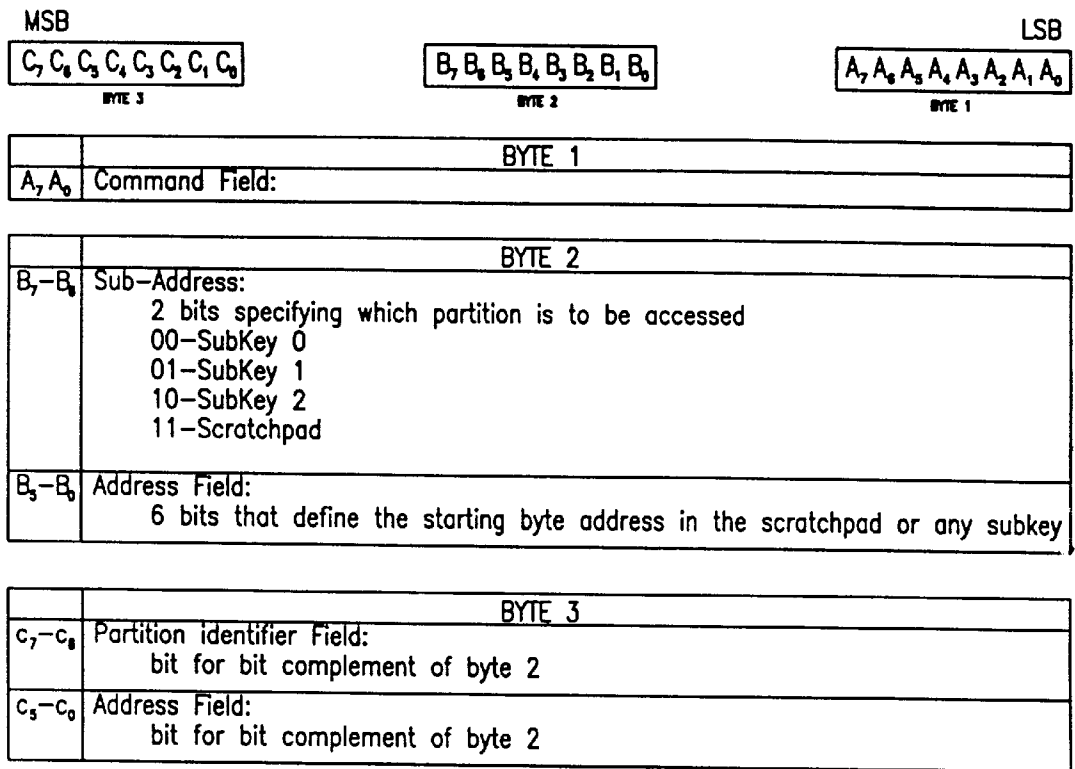 MSB
LSB
C₇ C₆ C₅ C₄ C₃ C₂ C₁ C₀
B₇ B₆ B₅ B₄ B₃ B₂ B₁ B₀
A₇ A₆ A₅ A₄ A₃ A₂ A₁ A₀
BYTE 3
BYTE 2
BYTE 1
BYTE 1
A₇ A₀ Command Field:
BYTE 2
B₇–B₆ Sub–Address:
2 bits specifying which partition is to be accessed
00–SubKey 0
01–SubKey 1
10–SubKey 2
11–Scratchpad
B₅–B₀ Address Field:
6 bits that define the starting byte address in the scratchpad or any subkey
BYTE 3
C₇–C₆ Partition identifier Field:
bit for bit complement of byte 2
C₅–C₀ Address Field:
bit for bit complement of byte 2